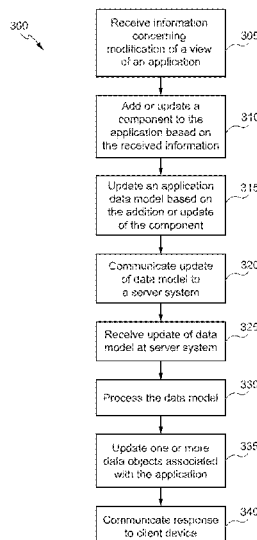 300
Receive information
concerning
modification of a view
of an application
305
Add or update a
component to the
application based on
the received information
310
Update an application
data model based on
the addition or update
of the component
315
Communicate update
of data model to
a server system
320
Receive update of data
model at server system
325
Process the data model
330
Update one or more
data objects associated
with the application
335
Communicate response
to client device
340